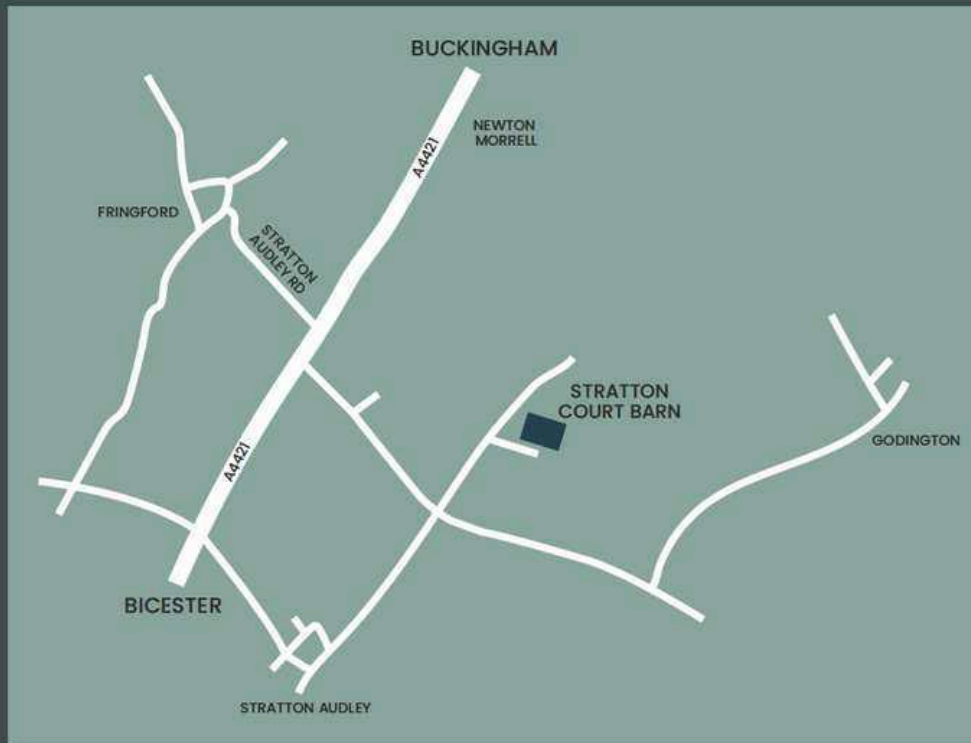 BUCKINGHAM
NEWTON
MORRELL
A4421
FRINGFORD
STRATTON
AUDLEY RD
STRATTON
COURT BARN
GODINGTON
A4421
BICESTER
STRATTON AUDLEY